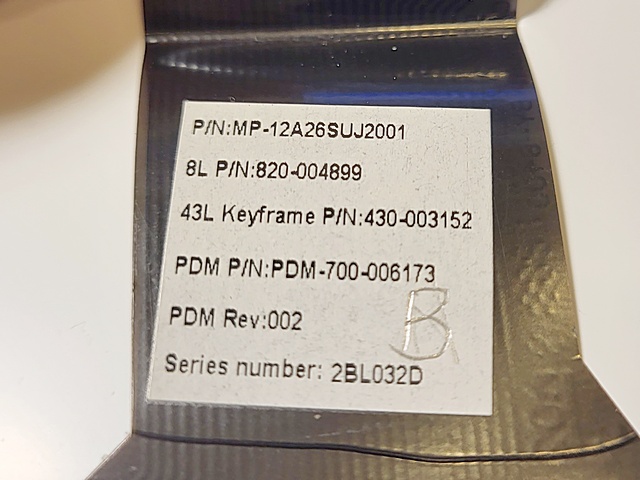 P/N:MP-12A26SUJ2001
8L P/N:820-004899
43L Keyframe P/N:430-003152
PDM P/N:PDM-700-006173
PDM Rev:002
B
Series number: 2BL032D